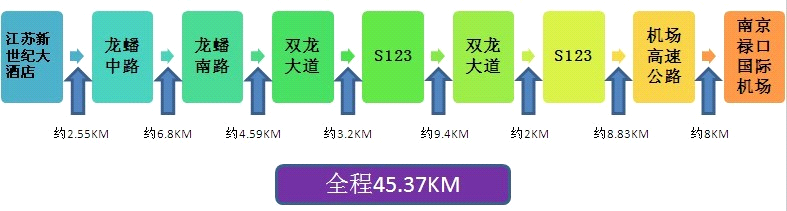 江苏新
世纪大
酒店
龙蟠
中路
龙蟠
南路
双龙
大道
S123
双龙
大道
S123
机场
高速
公路
南京
禄口
国际
机场
约2.55KM
约6.8KM
约4.59KM
约3.2KM
约9.4KM
约2KM
约8.83KM
约8KM
全程45.37KM